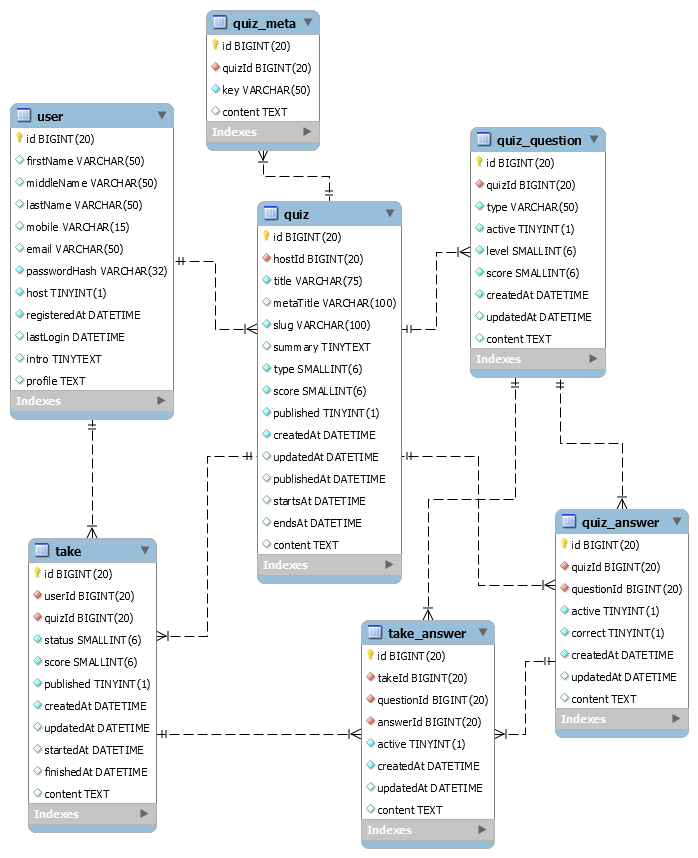 quiz_meta
id BIGINT(20)
quizId BIGINT(20)
key VARCHAR(50)
content TEXT
Indexes
user
id BIGINT(20)
firstName VARCHAR(50)
middleName VARCHAR(50)
lastName VARCHAR(50)
mobile VARCHAR(15)
email VARCHAR(50)
passwordHash VARCHAR(32)
host TINYINT(1)
registeredAt DATETIME
lastLogin DATETIME
intro TINYTEXT
profile TEXT
Indexes
quiz_question
id BIGINT(20)
quizId BIGINT(20)
type VARCHAR(50)
active TINYINT(1)
level SMALLINT(6)
score SMALLINT(6)
createdAt DATETIME
updatedAt DATETIME
content TEXT
Indexes
quiz
id BIGINT(20)
hostId BIGINT(20)
title VARCHAR(75)
metaTitle VARCHAR(100)
slug VARCHAR(100)
summary TINYTEXT
type SMALLINT(6)
score SMALLINT(6)
published TINYINT(1)
createdAt DATETIME
updatedAt DATETIME
publishedAt DATETIME
startsAt DATETIME
endsAt DATETIME
content TEXT
Indexes
take
id BIGINT(20)
userId BIGINT(20)
quizId BIGINT(20)
status SMALLINT(6)
score SMALLINT(6)
published TINYINT(1)
createdAt DATETIME
updatedAt DATETIME
startedAt DATETIME
finishedAt DATETIME
content TEXT
Indexes
take_answer
id BIGINT(20)
takeId BIGINT(20)
questionId BIGINT(20)
answerId BIGINT(20)
active TINYINT(1)
createdAt DATETIME
updatedAt DATETIME
content TEXT
Indexes
quiz_answer
id BIGINT(20)
quizId BIGINT(20)
questionId BIGINT(20)
active TINYINT(1)
correct TINYINT(1)
createdAt DATETIME
updatedAt DATETIME
content TEXT
Indexes